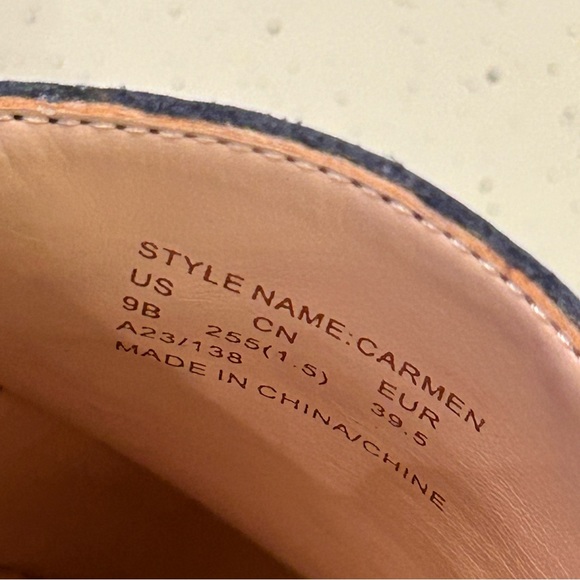 STYLE NAME:CARMEN
US CN EUR
9B 255(1.5) 39.5
A23/138
MADE IN CHINA/CHINE